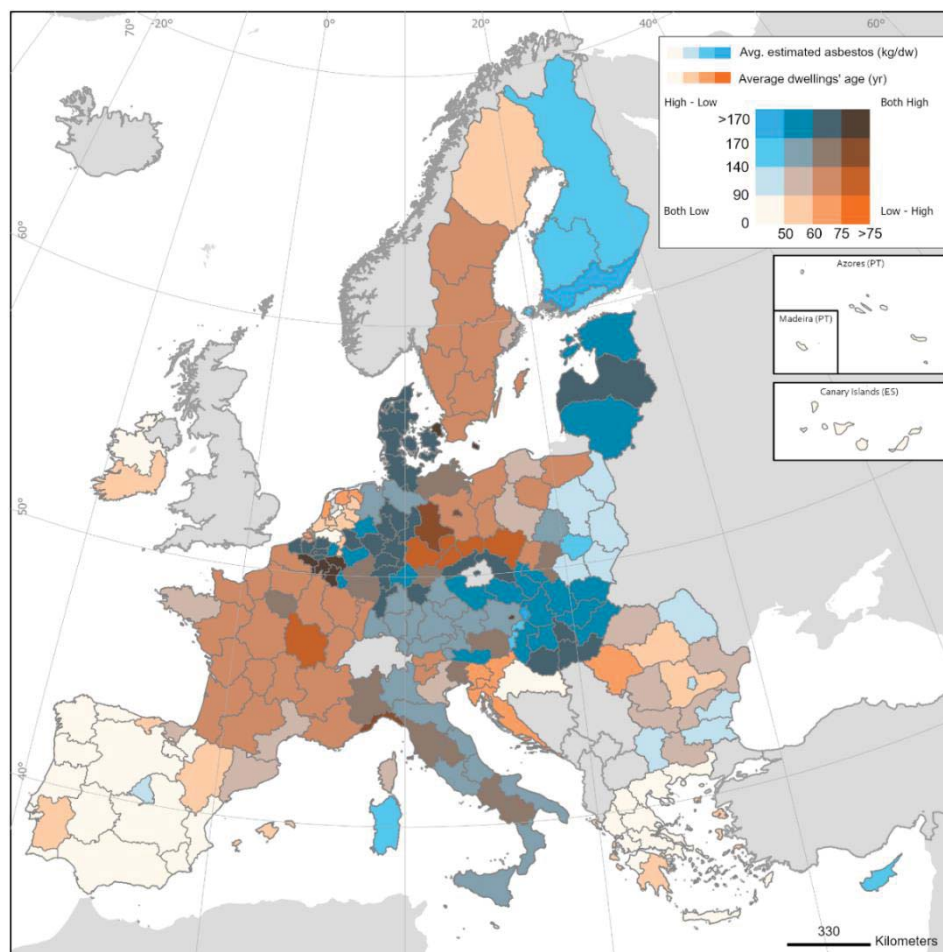 70° -20° 20° 40° 60°
Avg. estimated asbestos (kg/dw)
Average dwellings' age (yr)
High - Low Both High
>170
170
140
90
Both Low Low - High
0
50 60 75 >75
60°
Azores (PT)
Madeira (PT)
Canary Islands (ES)
50°
40°
0° 20° 40°
330 Kilometers